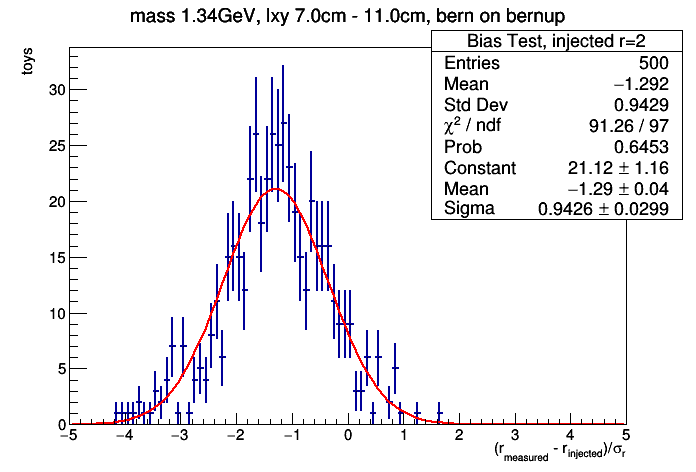 mass 1.34GeV, lxy 7.0cm - 11.0cm, bern on bernup
Bias Test, injected r=2
Entries 500
Mean −1.292
Std Dev 0.9429
χ² / ndf 91.26 / 97
Prob 0.6453
Constant 21.12 ± 1.16
Mean −1.29 ± 0.04
Sigma 0.9426 ± 0.0299
toys
30
25
20
15
10
5
0
−5 −4 −3 −2 −1 0 1 2 3 4 5
(r_measured - r_injected)/σ_r